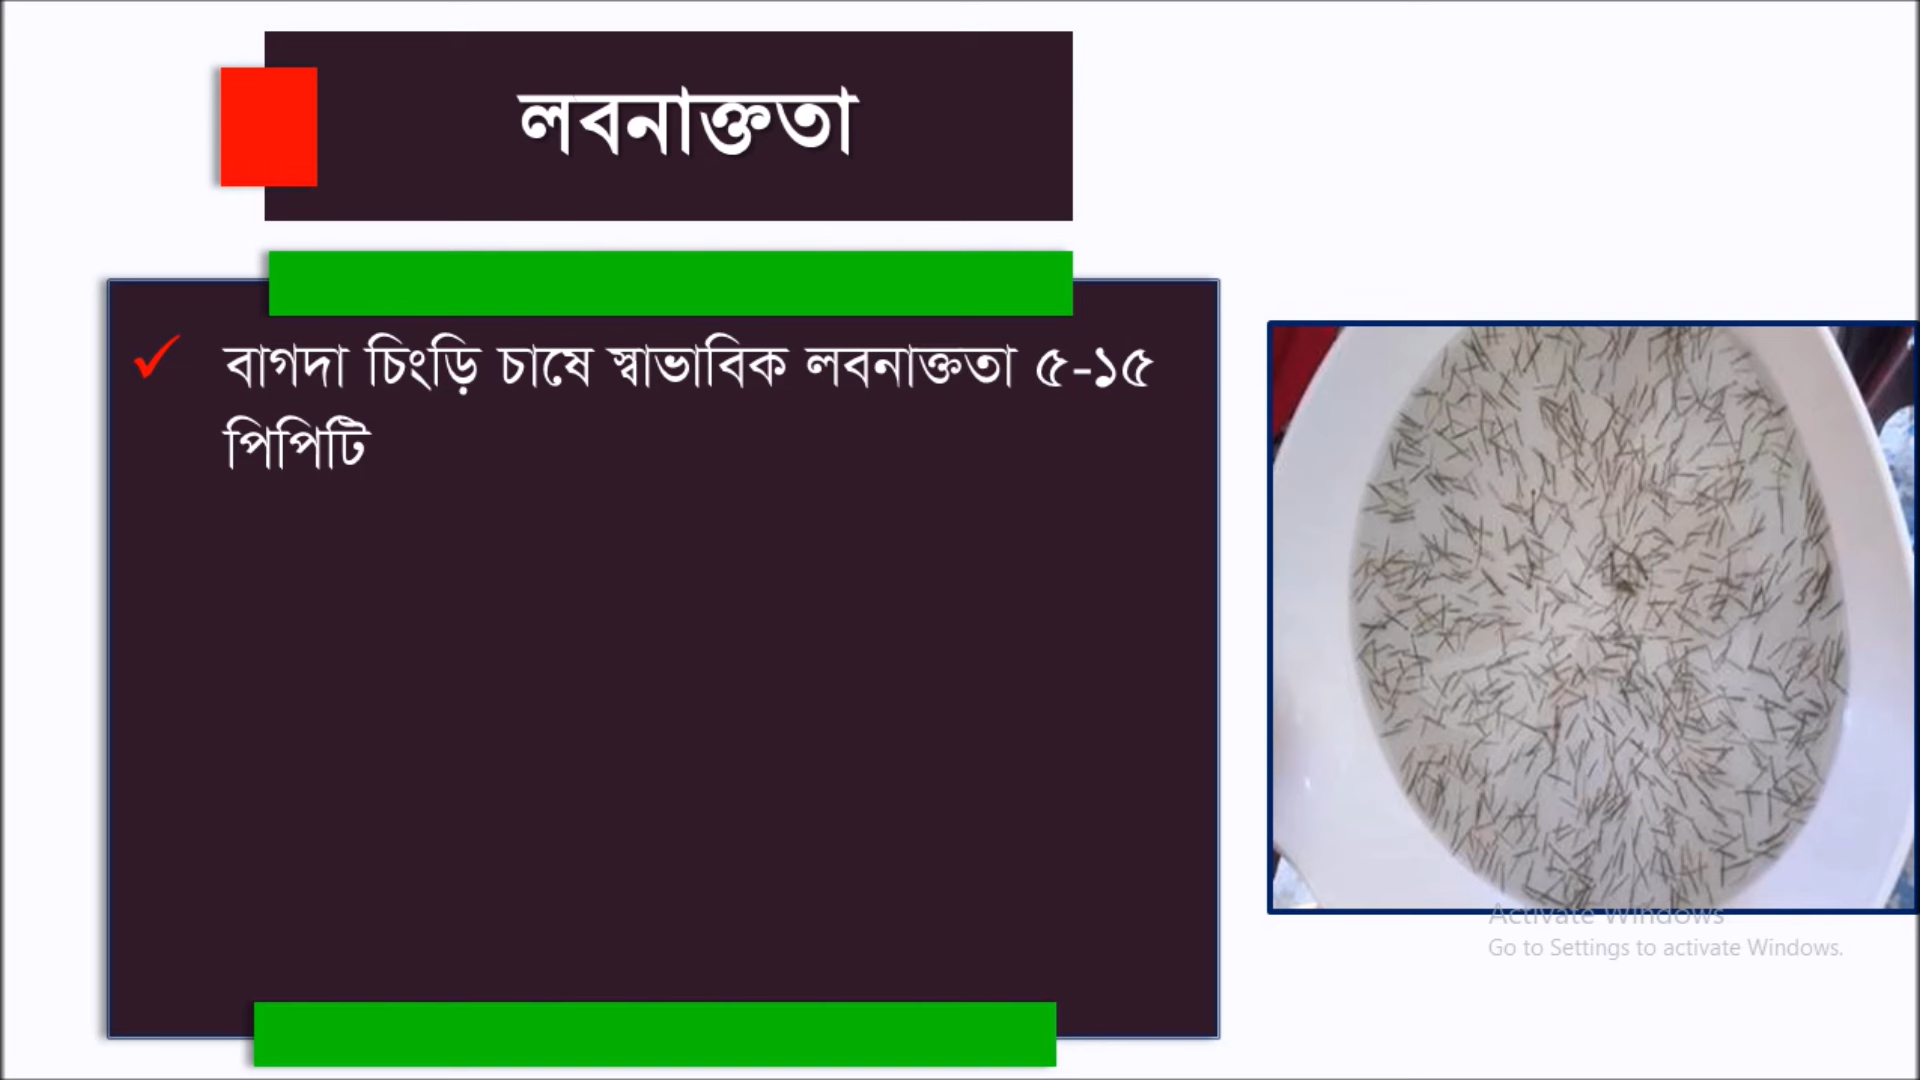 লবনাক্ততা
বাগদা চিংড়ি চাষে স্বাভাবিক লবনাক্ততা ৫-১৫
পিপিটি
Activate Windows
Go to Settings to activate Windows.